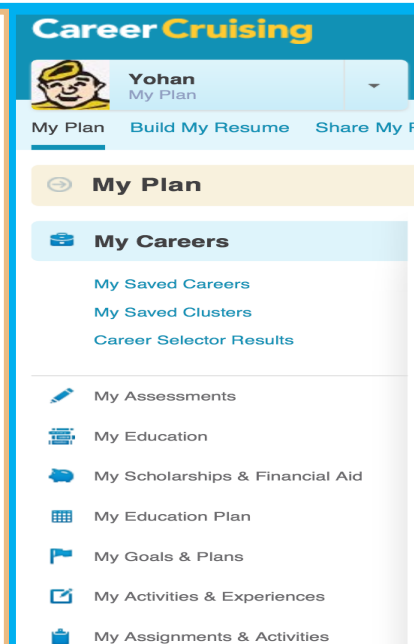 Career Cruising
Yohan
My Plan
My Plan Build My Resume Share My
My Plan
My Careers
My Saved Careers
My Saved Clusters
Career Selector Results
My Assessments
My Education
My Scholarships & Financial Aid
My Education Plan
My Goals & Plans
My Activities & Experiences
My Assignments & Activities